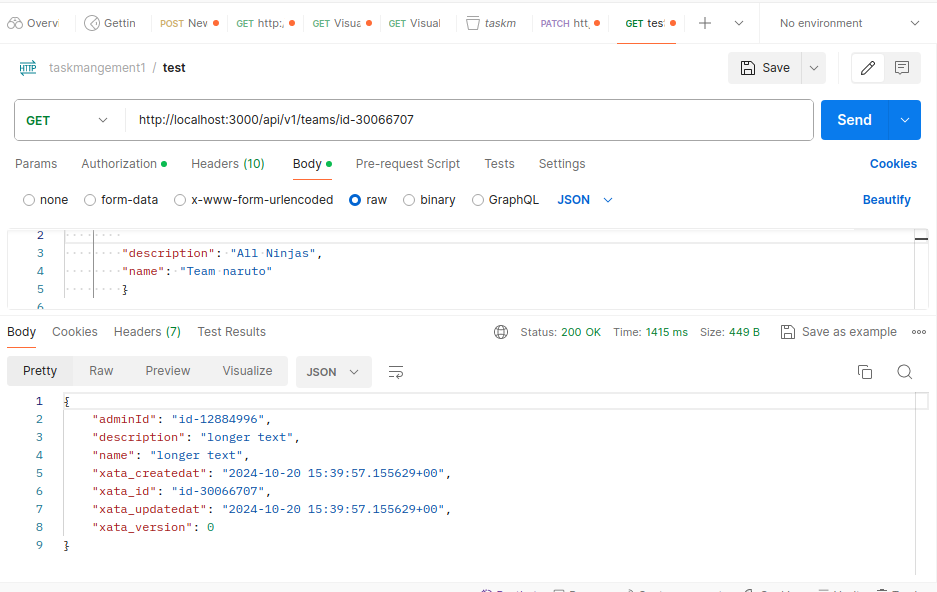 Overvi Gettin POST Nev GET http:, GET Visua GET Visual taskm PATCH htt, GET tes No environment
HTTP taskmangement1 / test Save
GET http://localhost:3000/api/v1/teams/id-30066707 Send
Params Authorization Headers (10) Body Pre-request Script Tests Settings Cookies
none form-data x-www-form-urlencoded raw binary GraphQL JSON Beautify
2
3 "description": "All Ninjas",
4 "name": "Team naruto"
5 }
6
Body Cookies Headers (7) Test Results Status: 200 OK Time: 1415 ms Size: 449 B Save as example
Pretty Raw Preview Visualize JSON
1 {
2 "adminId": "id-12884996",
3 "description": "longer text",
4 "name": "longer text",
5 "xata_createdat": "2024-10-20 15:39:57.155629+00",
6 "xata_id": "id-30066707",
7 "xata_updatedat": "2024-10-20 15:39:57.155629+00",
8 "xata_version": 0
9 }